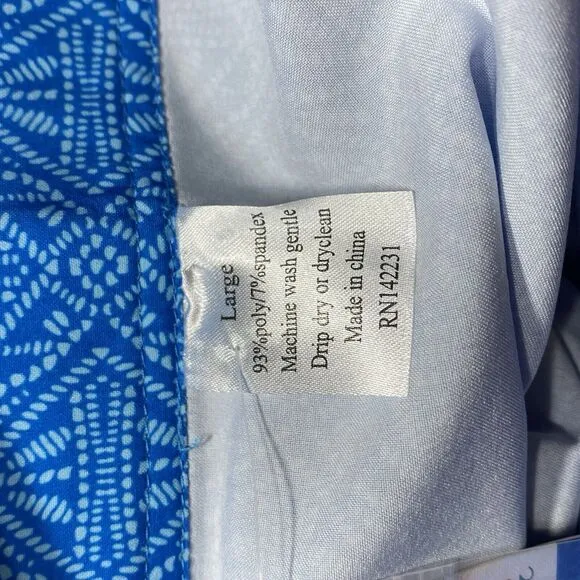 Large
93%poly/7%spandex
Machine wash gentle
Drip dry or dryclean
Made in china
RN142231